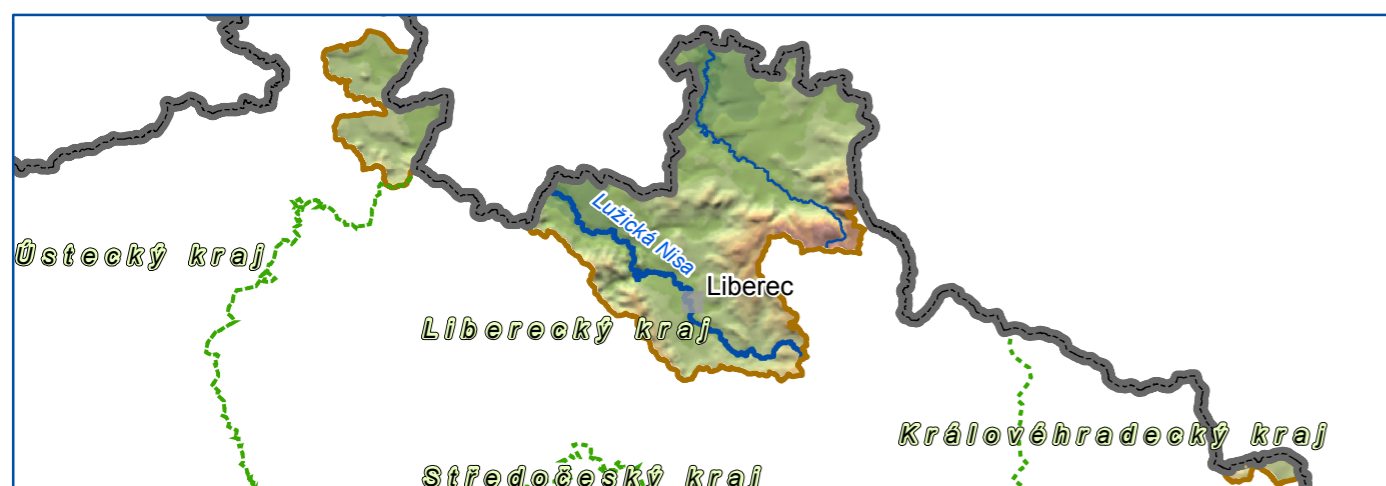 Lužická Nisa
Ústecký kraj
Liberec
Liberecký kraj
Královéhradecký kraj
Středočeský kraj